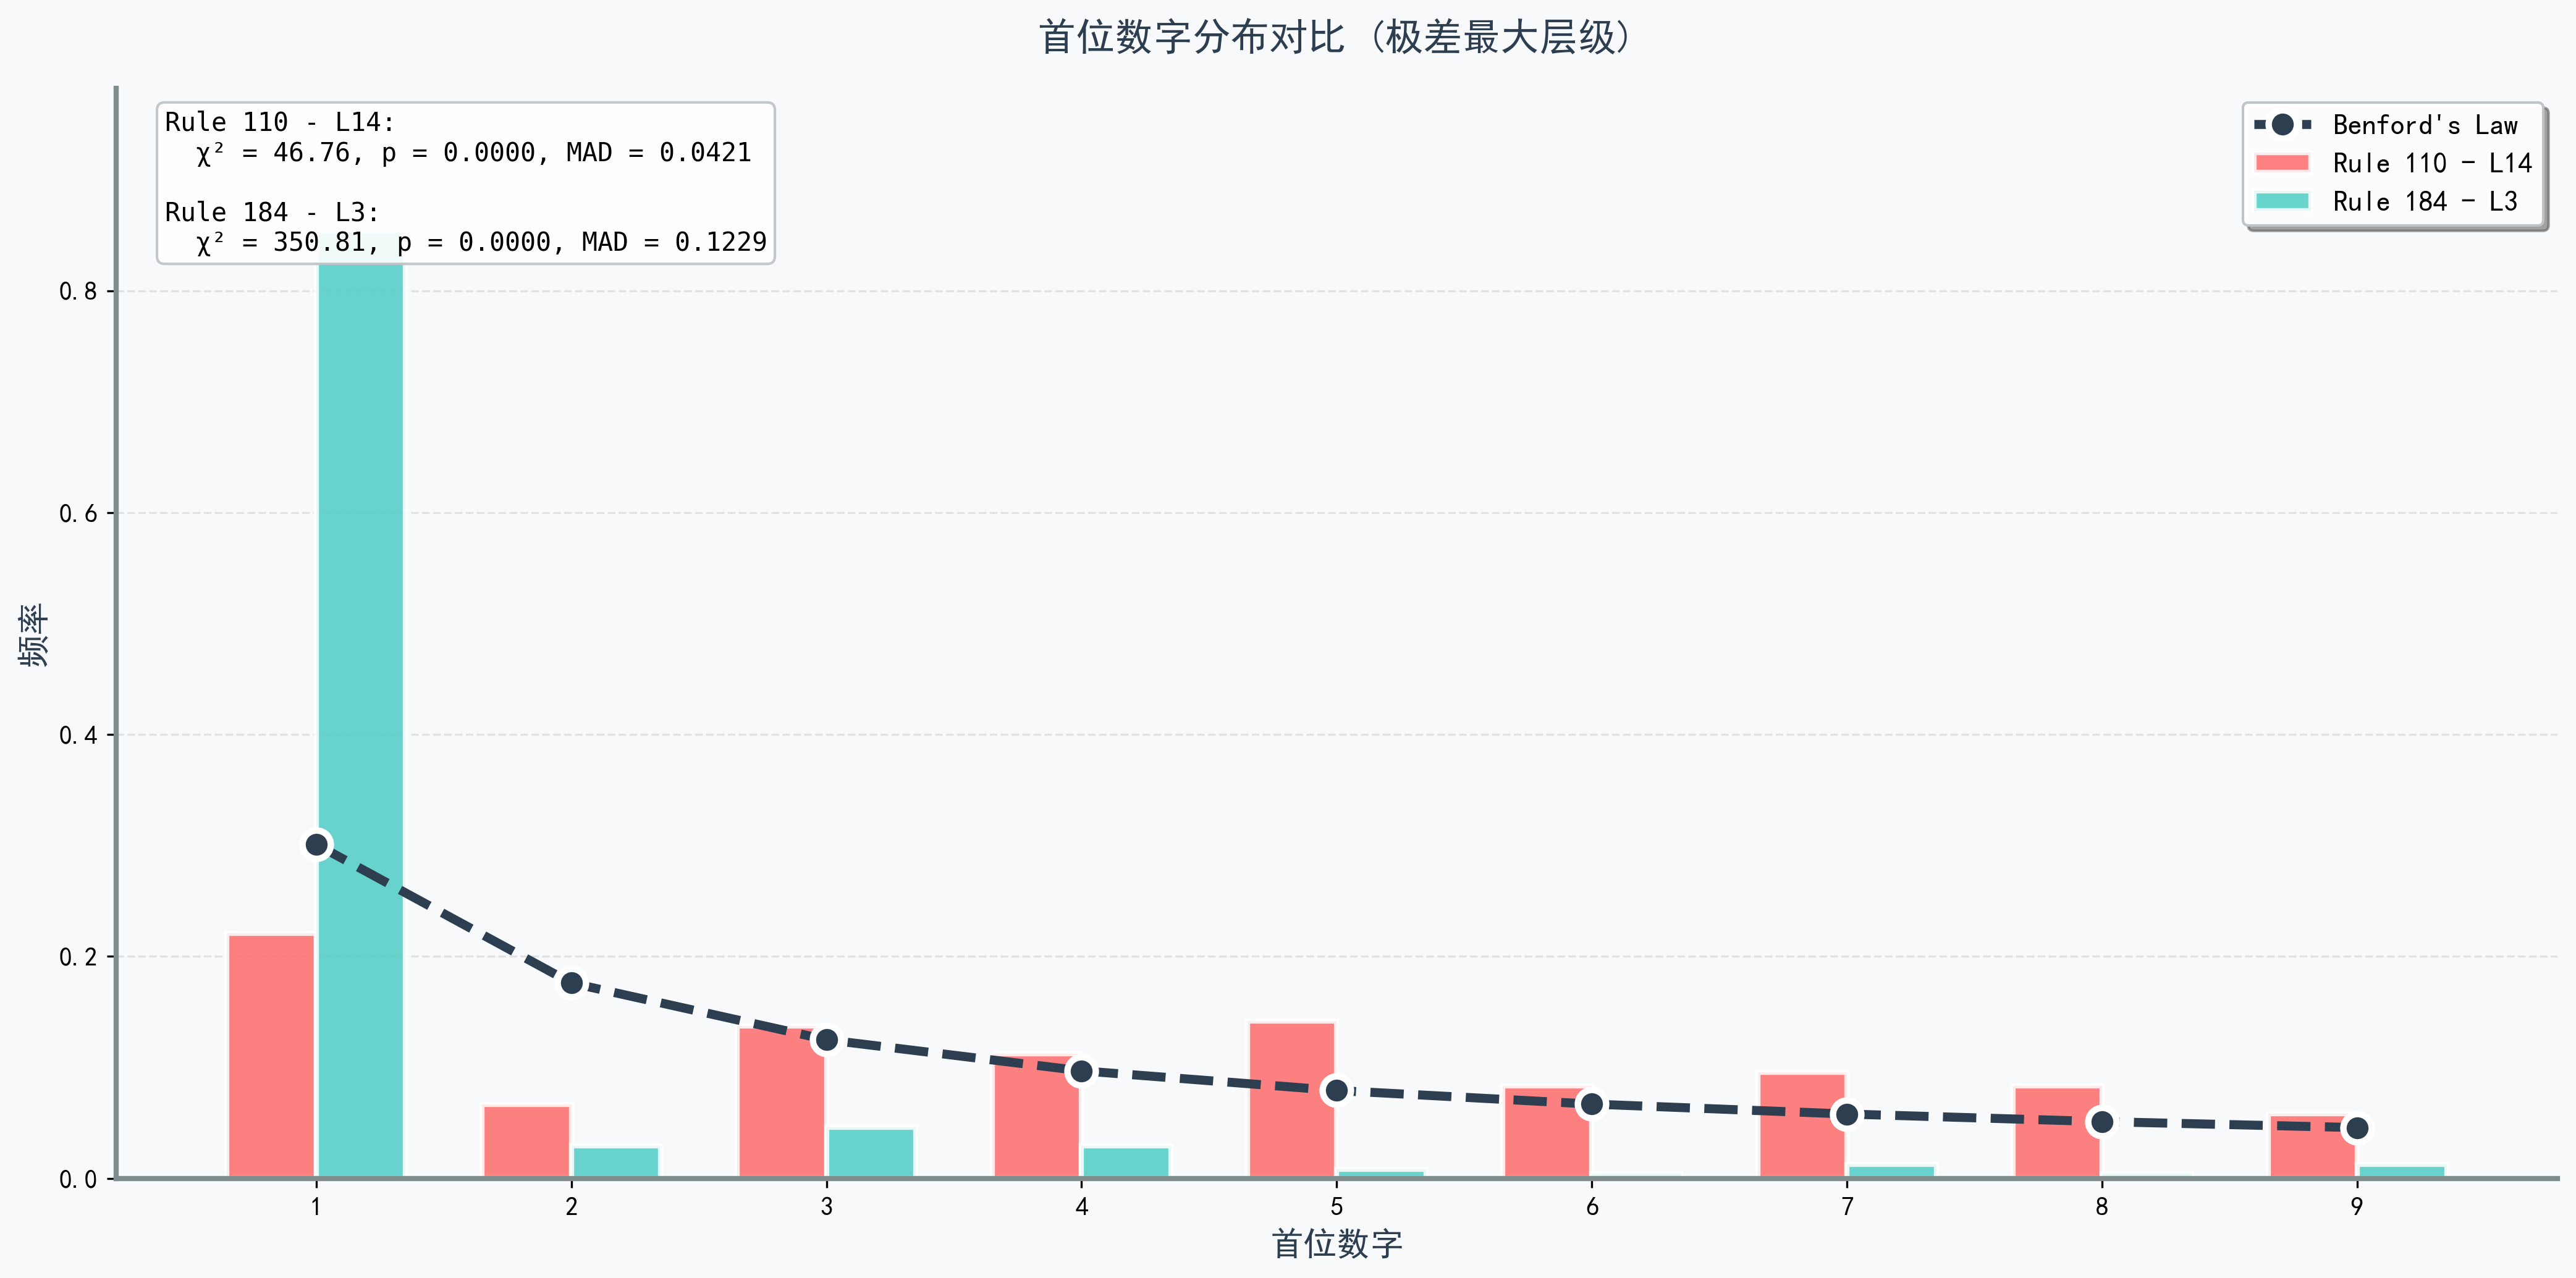 首位数字分布对比（极差最大层级）
Rule 110 - L14:
χ² = 46.76, p = 0.0000, MAD = 0.0421
Rule 184 - L3:
χ² = 350.81, p = 0.0000, MAD = 0.1229
Benford's Law
Rule 110 - L14
Rule 184 - L3
频率
0.8
0.6
0.4
0.2
0.0
1 2 3 4 5 6 7 8 9
首位数字